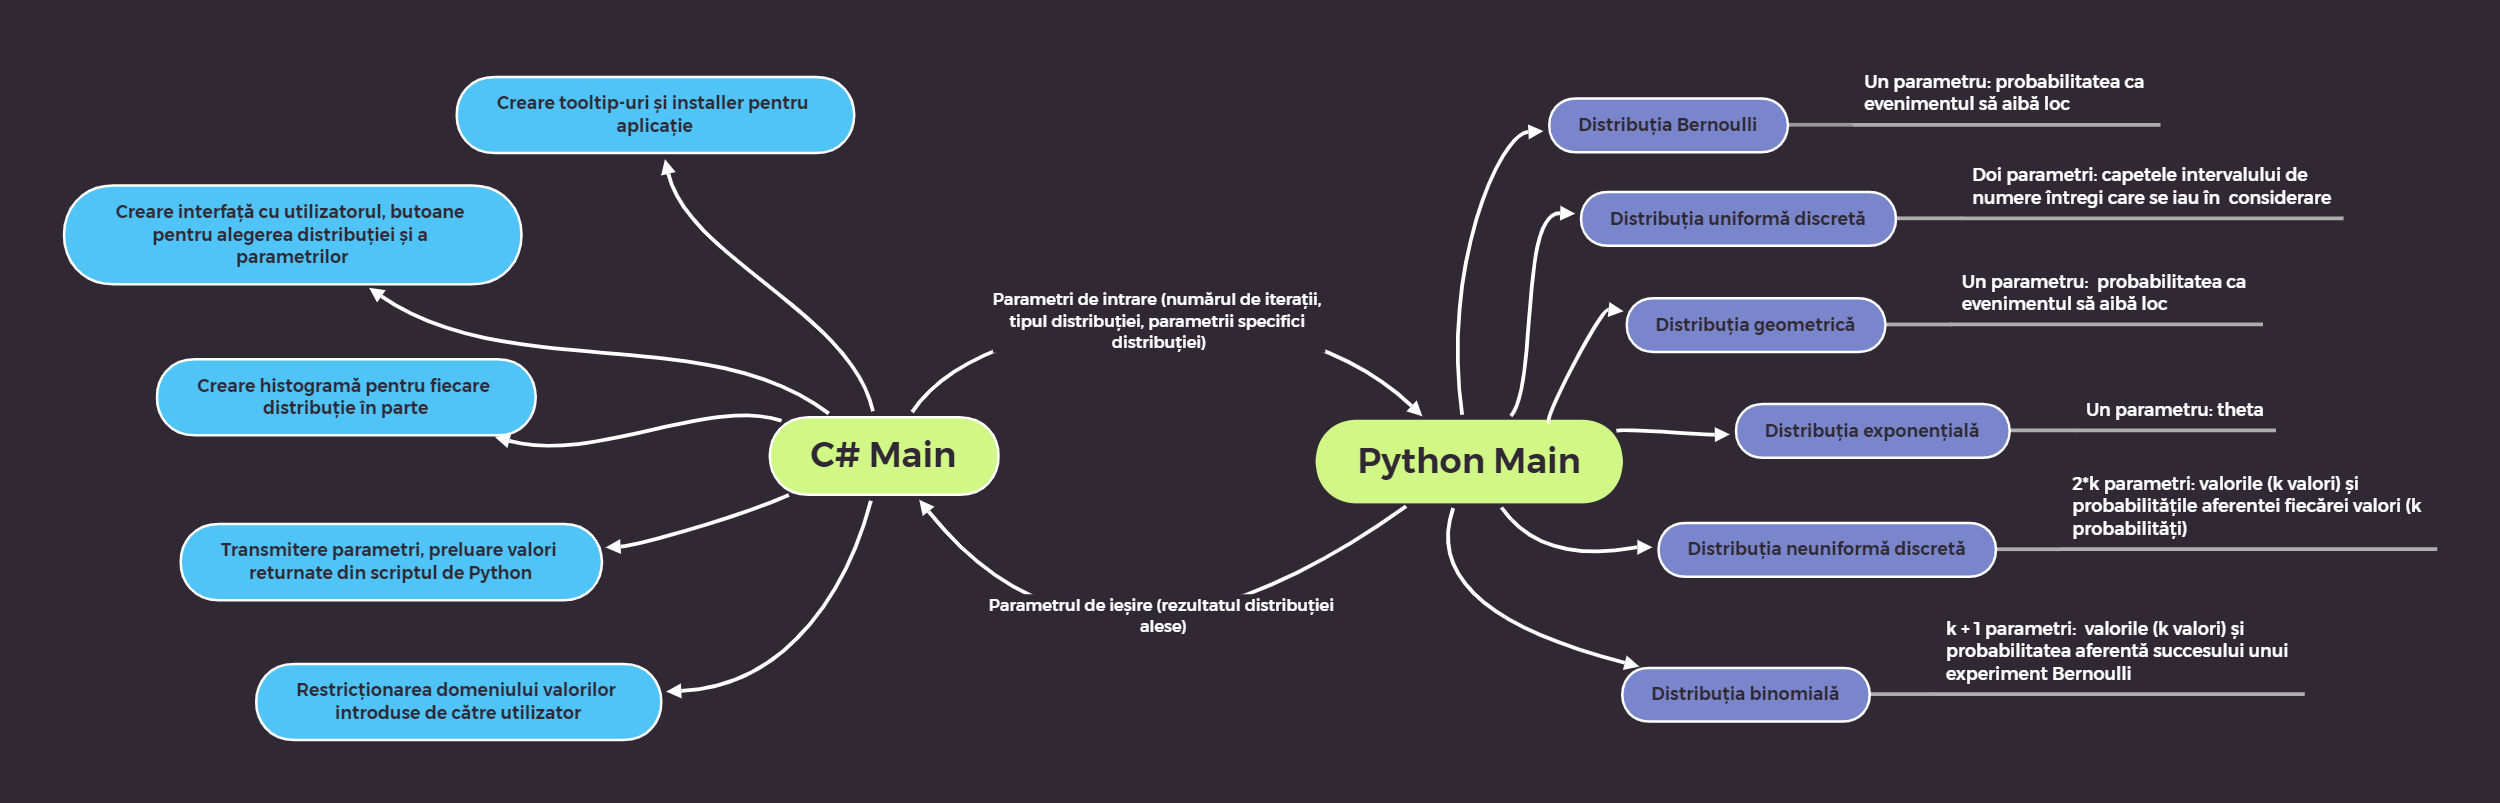 Creare tooltip-uri și installer pentru
aplicație
Creare interfață cu utilizatorul, butoane
pentru alegerea distribuției și a
parametrilor
Creare histogramă pentru fiecare
distribuție în parte
Transmitere parametri, preluare valori
returnate din scriptul de Python
Restricționarea domeniului valorilor
introduse de către utilizator
C# Main
Parametri de intrare (numărul de iterații,
tipul distribuției, parametrii specifici
distribuției)
Parametrul de ieșire (rezultatul distribuției
alese)
Python Main
Distribuția Bernoulli
Un parametru: probabilitatea ca
evenimentul să aibă loc
Distribuția uniformă discretă
Doi parametri: capetele intervalului de
numere întregi care se iau în  considerare
Distribuția geometrică
Un parametru:  probabilitatea ca
evenimentul să aibă loc
Distribuția exponențială
Un parametru: theta
Distribuția neuniformă discretă
2*k parametri: valorile (k valori) și
probabilitățile aferentei fiecărei valori (k
probabilități)
Distribuția binomială
k + 1 parametri:  valorile (k valori) și
probabilitatea aferentă succesului unui
experiment Bernoulli